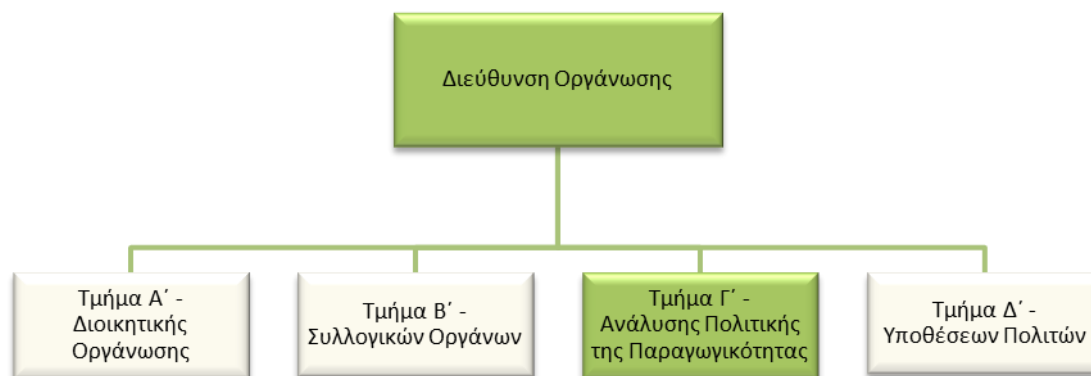 Διεύθυνση Οργάνωσης
Τμήμα Α΄ -
Διοικητικής
Οργάνωσης
Τμήμα Β΄ -
Συλλογικών Οργάνων
Τμήμα Γ΄ -
Ανάλυσης Πολιτικής
της Παραγωγικότητας
Τμήμα Δ΄ -
Υποθέσεων Πολιτών